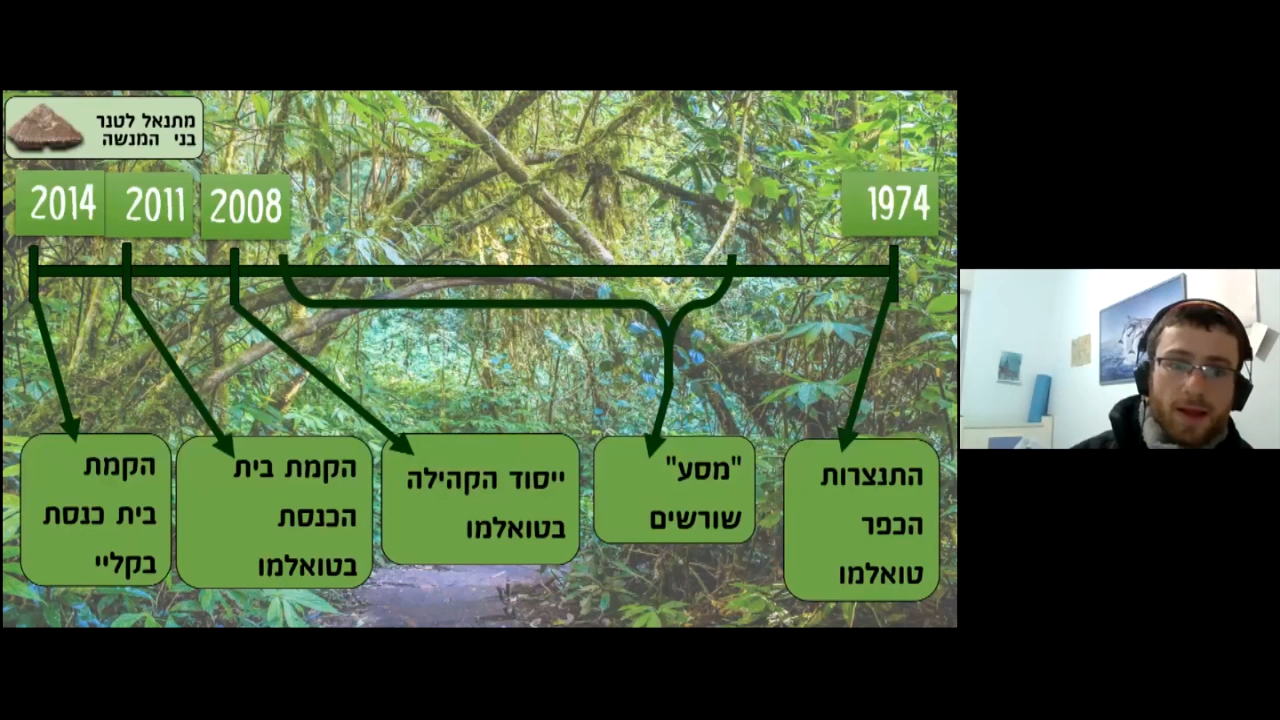 מתנאל לטנר
בני המנשה
1974
2008
2011
2014
התנצרות
הכפר
טואלמו
"מסע"
שורשים
ייסוד הקהילה
בטואלמו
הקמת בית
הכנסת
בטואלמו
הקמת
בית כנסת
בקליי